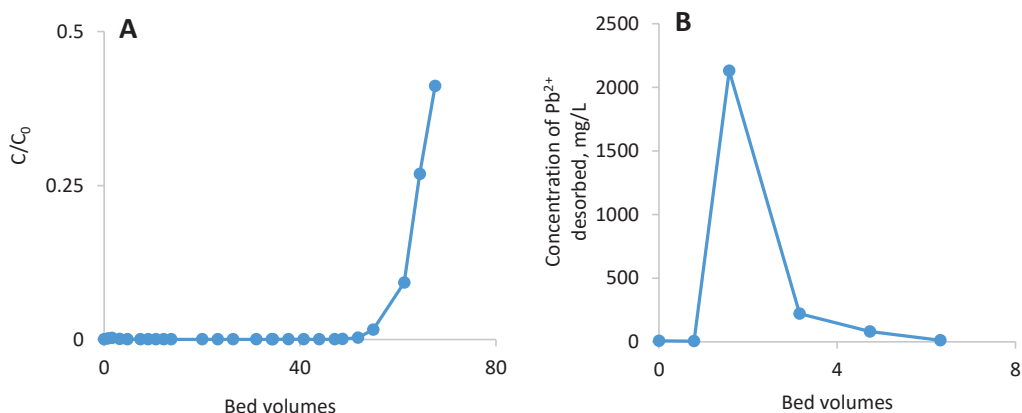 A
0.5
0.25
0
C/C₀
0
40
80
Bed volumes
B
2500
2000
1500
1000
500
0
Concentration of Pb²⁺
desorbed, mg/L
0
4
8
Bed volumes